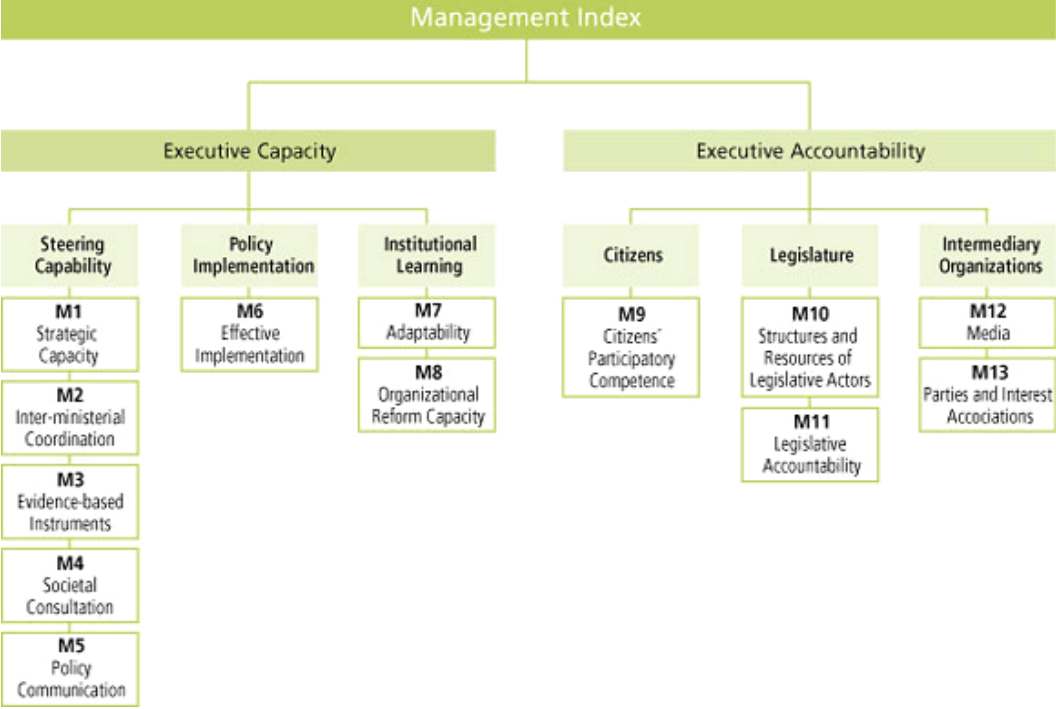 Management Index
Executive Capacity
Executive Accountability
Steering
Capability
Policy
Implementation
Institutional
Learning
Citizens
Legislature
Intermediary
Organizations
M1
Strategic
Capacity
M2
Inter-ministerial
Coordination
M3
Evidence-based
Instruments
M4
Societal
Consultation
M5
Policy
Communication
M6
Effective
Implementation
M7
Adaptability
M8
Organizational
Reform Capacity
M9
Citizens´
Participatory
Competence
M10
Structures and
Resources of
Legislative Actors
M11
Legislative
Accountability
M12
Media
M13
Parties and Interest
Accociations